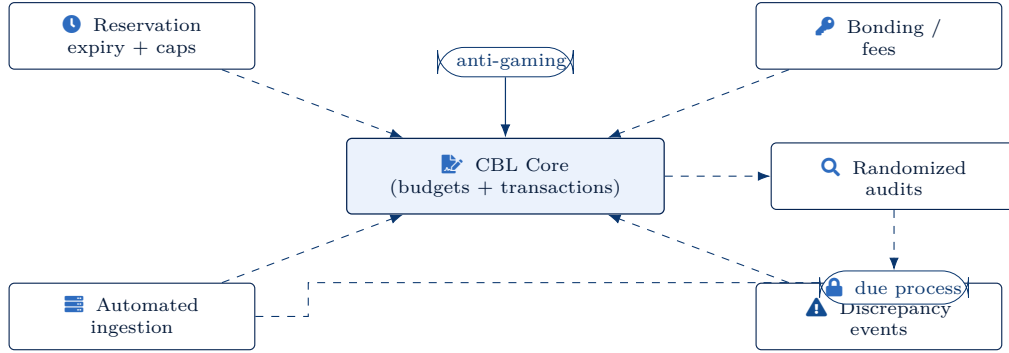 Reservation
expiry + caps
Bonding /
fees
anti-gaming
CBL Core
(budgets + transactions)
Randomized
audits
Automated
ingestion
due process
Discrepancy
events